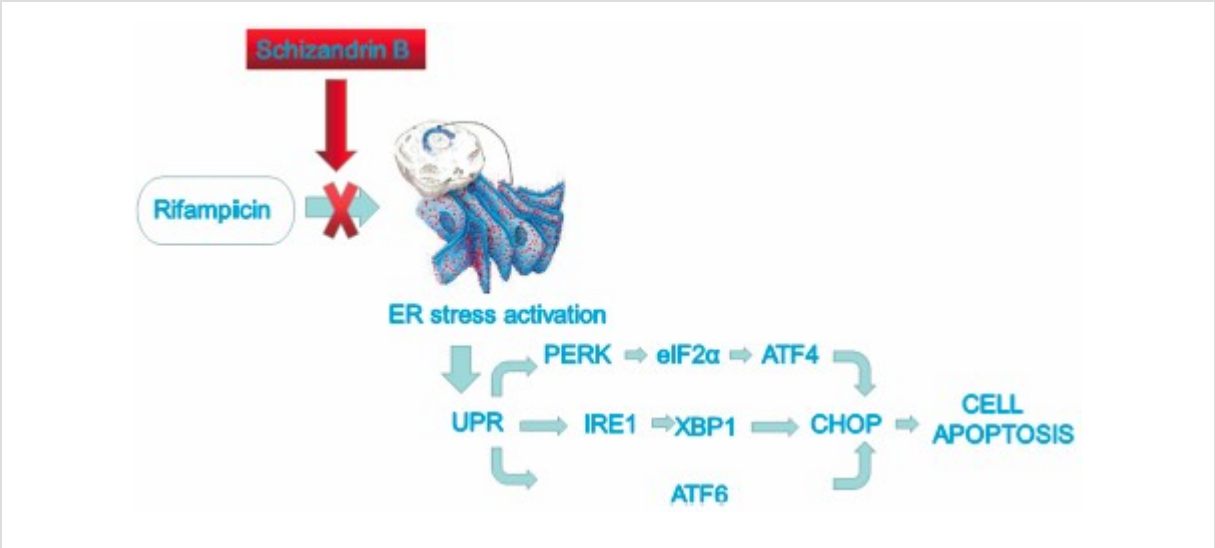 Schizandrin B
Rifampicin
ER stress activation
PERK eIF2α ATF4
UPR IRE1 XBP1 CHOP CELL
APOPTOSIS
ATF6